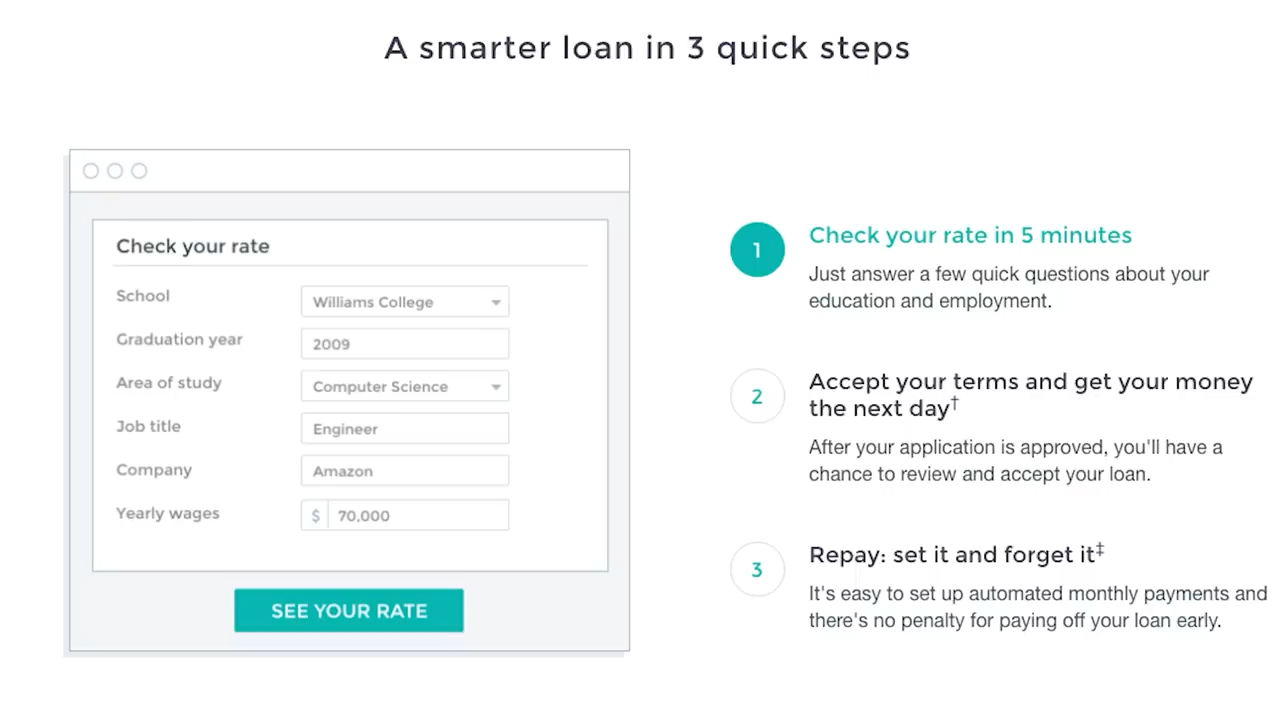 A smarter loan in 3 quick steps
Check your rate
School
Williams College
Graduation year
2009
Area of study
Computer Science
Job title
Engineer
Company
Amazon
Yearly wages
$ 70,000
SEE YOUR RATE
1
Check your rate in 5 minutes
Just answer a few quick questions about your
education and employment.
2
Accept your terms and get your money
the next day†
After your application is approved, you'll have a
chance to review and accept your loan.
3
Repay: set it and forget it‡
It's easy to set up automated monthly payments and
there's no penalty for paying off your loan early.